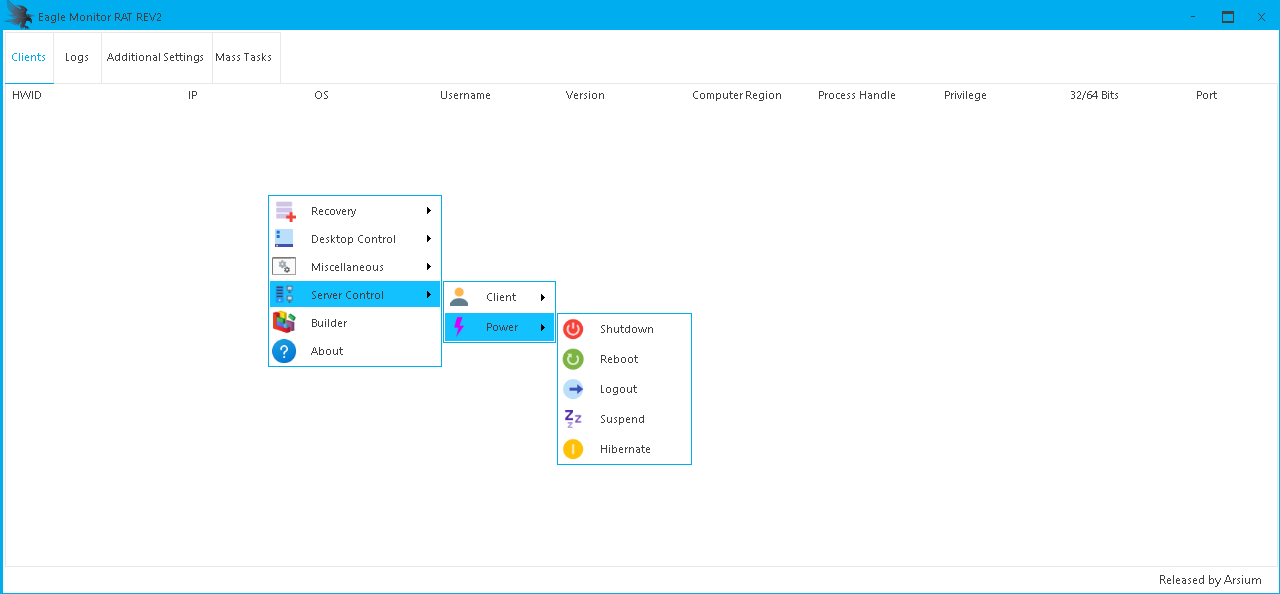 Eagle Monitor RAT REV2
Clients Logs Additional Settings Mass Tasks
HWID IP OS Username Version Computer Region Process Handle Privilege 32/64 Bits Port
Recovery
Desktop Control
Miscellaneous
Server Control
Builder
About
Client
Power
Shutdown
Reboot
Logout
Suspend
Hibernate
Released by Arsium